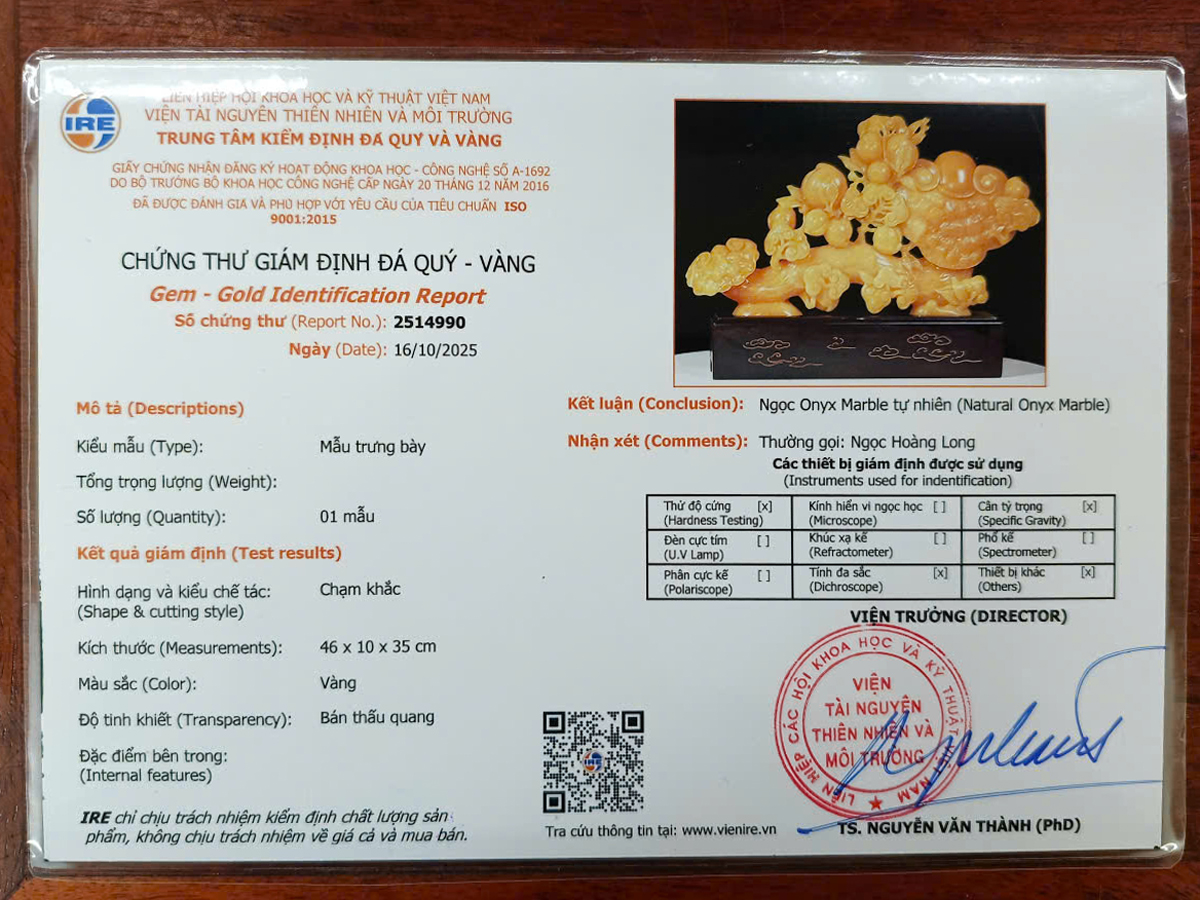 IRE
LIÊN HIỆP HỘI KHOA HỌC VÀ KỸ THUẬT VIỆT NAM
VIỆN TÀI NGUYÊN THIÊN NHIÊN VÀ MÔI TRƯỜNG
TRUNG TÂM KIỂM ĐỊNH ĐÁ QUÝ VÀ VÀNG
GIẤY CHỨNG NHẬN ĐĂNG KÝ HOẠT ĐỘNG KHOA HỌC - CÔNG NGHỆ SỐ A-1692
DO BỘ TRƯỞNG BỘ KHOA HỌC CÔNG NGHỆ CẤP NGÀY 20 THÁNG 12 NĂM 2016
ĐÃ ĐƯỢC ĐÁNH GIÁ VÀ PHÙ HỢP VỚI YÊU CẦU CỦA TIÊU CHUẨN ISO
9001:2015
CHỨNG THƯ GIÁM ĐỊNH ĐÁ QUÝ - VÀNG
Gem - Gold Identification Report
Số chứng thư (Report No.): 2514990
Ngày (Date): 16/10/2025
Mô tả (Descriptions)
Kiểu mẫu (Type): Mẫu trưng bày
Tổng trọng lượng (Weight):
Số lượng (Quantity): 01 mẫu
Kết quả giám định (Test results)
Hình dạng và kiểu chế tác: Chạm khắc
(Shape & cutting style)
Kích thước (Measurements): 46 x 10 x 35 cm
Màu sắc (Color): Vàng
Độ tinh khiết (Transparency): Bán thấu quang
Đặc điểm bên trong:
(Internal features)
IRE chỉ chịu trách nhiệm kiểm định chất lượng sản
phẩm, không chịu trách nhiệm về giá cả và mua bán.
Kết luận (Conclusion): Ngọc Onyx Marble tự nhiên (Natural Onyx Marble)
Nhận xét (Comments): Thường gọi: Ngọc Hoàng Long
Các thiết bị giám định được sử dụng
(Instruments used for indentification)
Thử độ cứng [x] Kính hiển vi ngọc học [ ] Cân tỷ trọng [x]
(Hardness Testing) (Microscope) (Specific Gravity)
Đèn cực tím [ ] Khúc xạ kế [ ] Phổ kế [ ]
(U.V Lamp) (Refractometer) (Spectrometer)
Phân cực kế [ ] Tính đa sắc [x] Thiết bị khác [x]
(Polariscope) (Dichroscope) (Others)
VIỆN TRƯỞNG (DIRECTOR)
LIÊN HIỆP CÁC HỘI KHOA HỌC VÀ KỸ THUẬT VIỆT NAM
VIỆN
TÀI NGUYÊN
THIÊN NHIÊN VÀ
MÔI TRƯỜNG
TS. NGUYỄN VĂN THÀNH (PhD)
Tra cứu thông tin tại: www.vienire.vn